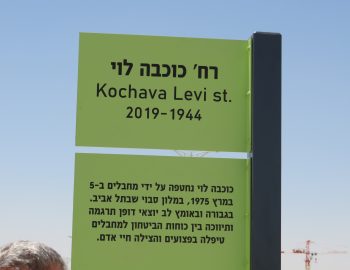 רח' כוכבה לוי
Kochava Levi st.
2019-1944
כוכבה לוי נחטפה על ידי מחבלים ב-5
במרץ 1975, במלון סבוי שבתל אביב.
בגבורה ובאומץ לב יוצאי דופן תרגמה
ותיווכה בין כוחות הביטחון למחבלים
טיפלה בפצועים והצילה חיי אדם.